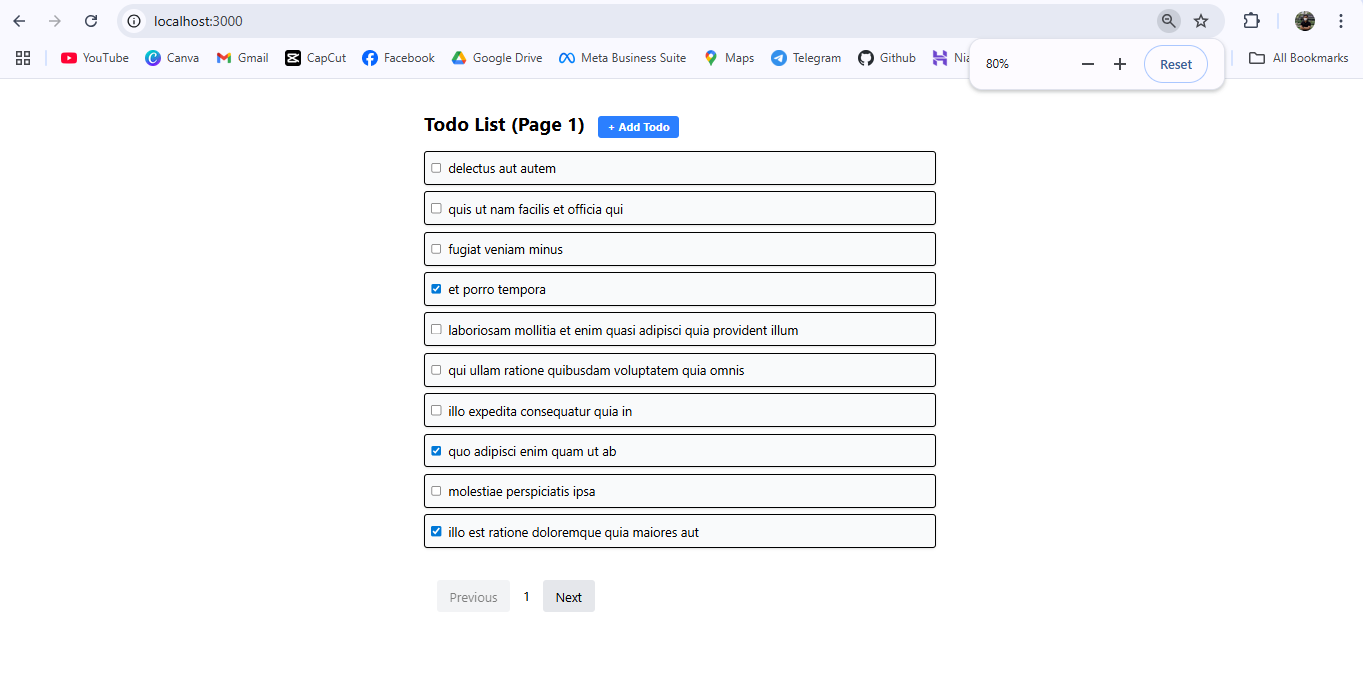 localhost:3000
YouTube Canva Gmail CapCut Facebook Google Drive Meta Business Suite Maps Telegram Github Nia All Bookmarks
80% Reset
Todo List (Page 1) + Add Todo
delectus aut autem
quis ut nam facilis et officia qui
fugiat veniam minus
et porro tempora
laboriosam mollitia et enim quasi adipisci quia provident illum
qui ullam ratione quibusdam voluptatem quia omnis
illo expedita consequatur quia in
quo adipisci enim quam ut ab
molestiae perspiciatis ipsa
illo est ratione doloremque quia maiores aut
Previous 1 Next